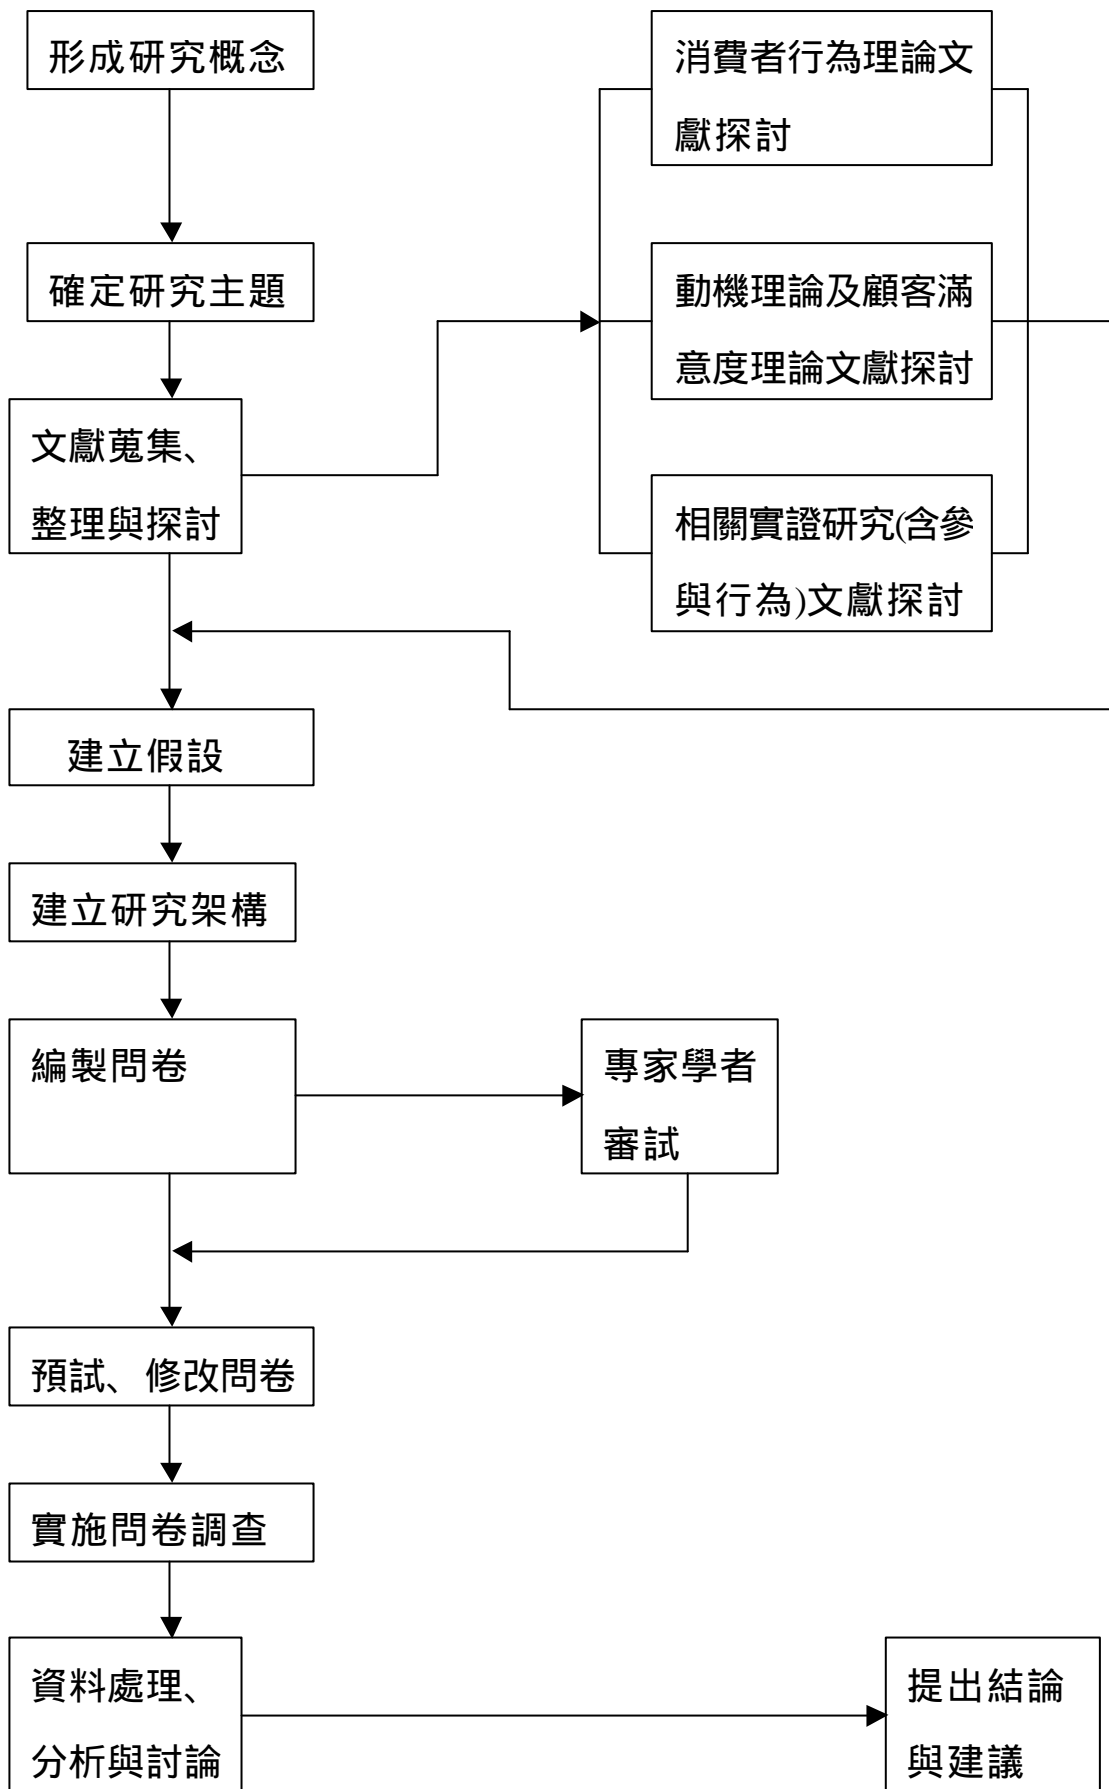 形成研究概念
消費者行為理論文
獻探討
確定研究主題
動機理論及顧客滿
意度理論文獻探討
文獻蒐集、
整理與探討
相關實證研究(含參
與行為)文獻探討
建立假設
建立研究架構
編製問卷
專家學者
審試
預試、修改問卷
實施問卷調查
資料處理、
分析與討論
提出結論
與建議